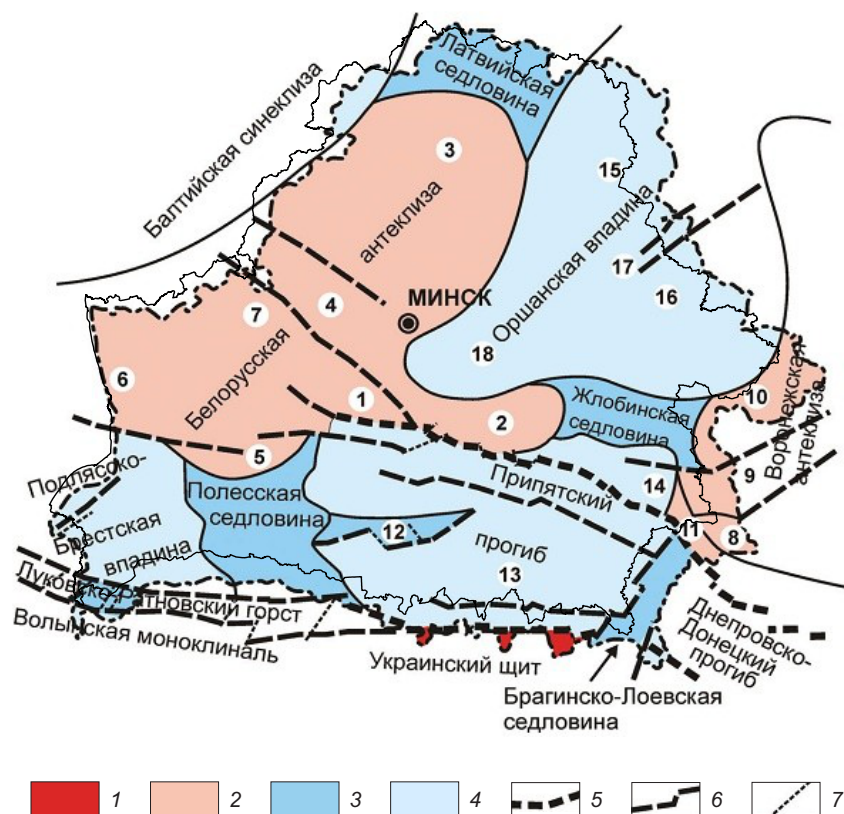 Латвийская
седловина
Балтийская синеклиза
3
15
антеклиза
Оршанская впадина
17
16
7
4
МИНСК
18
6
Белорусская
1
2
Жлобинская
седловина
10
Воронежская
антеклиза
5
9
Подлясско-
Брестская
впадина
Полесская
седловина
Припятский
прогиб
14
12
11
8
13
Луковско-Ратновский горст
Волынская моноклиналь
Украинский щит
Днепровско-
Донецкий
прогиб
Брагинско-Лоевская
седловина
1 2 3 4 5 6 7